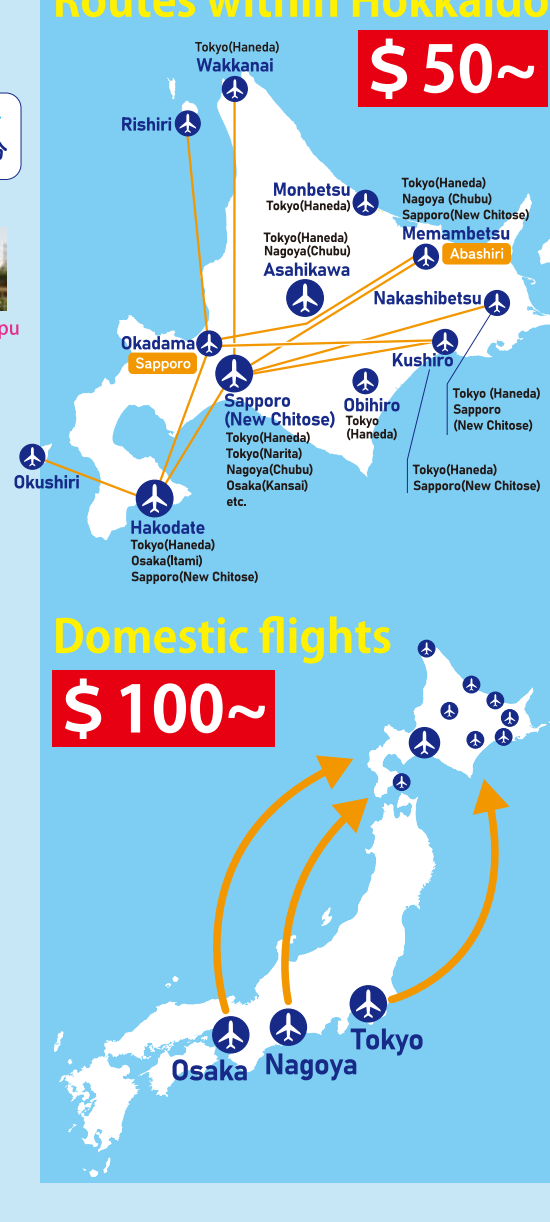 Routes within Hokkaido
$ 50~
Tokyo(Haneda)
Wakkanai
Rishiri
Monbetsu
Tokyo(Haneda)
Tokyo(Haneda)
Nagoya (Chubu)
Sapporo(New Chitose)
Memambetsu
Abashiri
Tokyo(Haneda)
Nagoya(Chubu)
Asahikawa
Nakashibetsu
Okadama
Sapporo
Kushiro
Sapporo
(New Chitose)
Tokyo(Haneda)
Tokyo(Narita)
Nagoya(Chubu)
Osaka(Kansai)
etc.
Obihiro
Tokyo
(Haneda)
Tokyo (Haneda)
Sapporo
(New Chitose)
Tokyo(Haneda)
Sapporo(New Chitose)
Okushiri
Hakodate
Tokyo(Haneda)
Osaka(Itami)
Sapporo(New Chitose)
pu
Domestic flights
$ 100~
Osaka
Nagoya
Tokyo